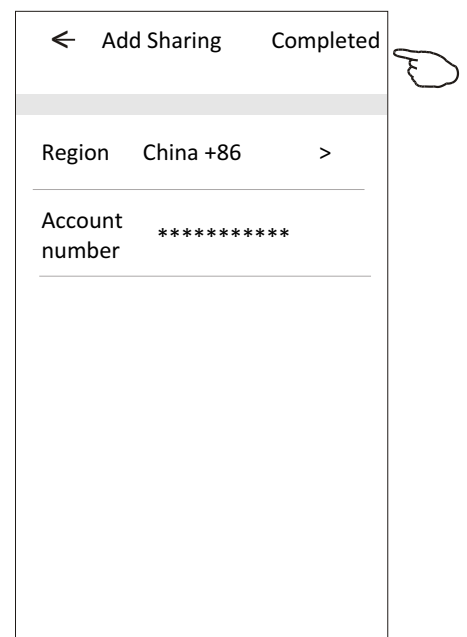 ← Add Sharing Completed
Region China +86 >
Account
number ***********